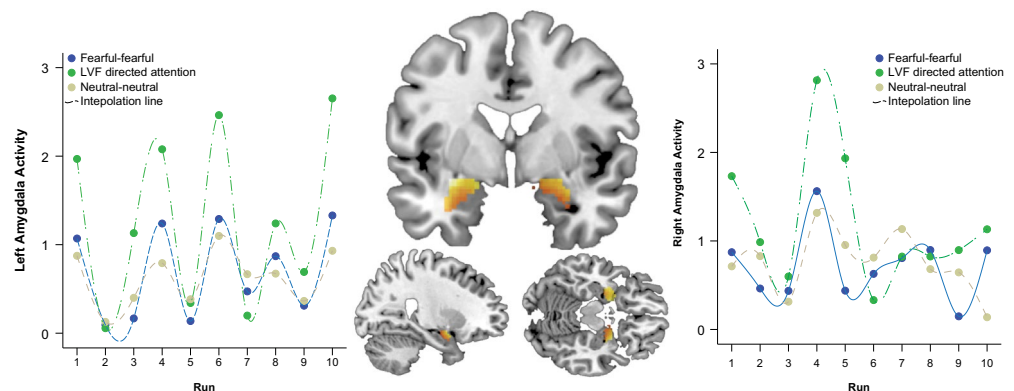 Left Amygdala Activity
3
2
1
0
Fearful-fearful
LVF directed attention
Neutral-neutral
Intepolation line
1 2 3 4 5 6 7 8 9 10
Run
Right Amygdala Activity
3
2
1
0
Fearful-fearful
LVF directed attention
Neutral-neutral
Intepolation line
1 2 3 4 5 6 7 8 9 10
Run